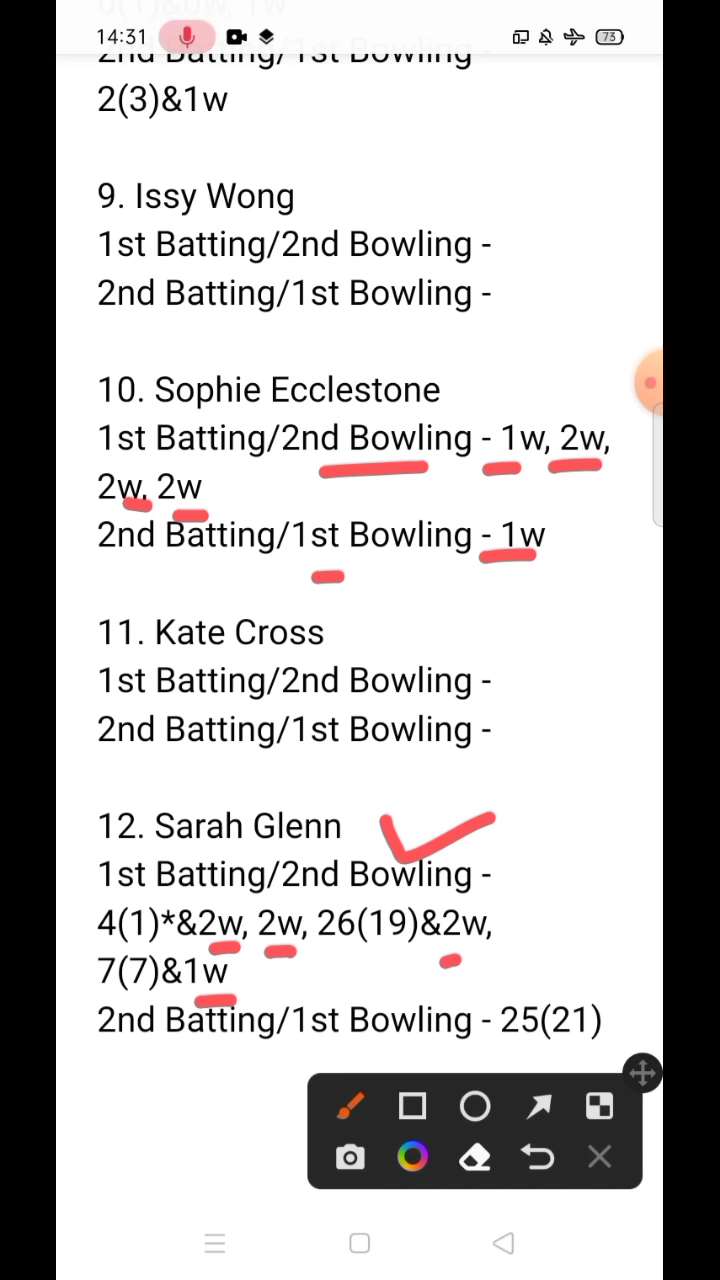 14:31
73
2nd Batting/1st Bowling -
2(3)&1w
9. Issy Wong
1st Batting/2nd Bowling -
2nd Batting/1st Bowling -
10. Sophie Ecclestone
1st Batting/2nd Bowling - 1w, 2w,
2w, 2w
2nd Batting/1st Bowling - 1w
11. Kate Cross
1st Batting/2nd Bowling -
2nd Batting/1st Bowling -
12. Sarah Glenn
1st Batting/2nd Bowling -
4(1)*&2w, 2w, 26(19)&2w,
7(7)&1w
2nd Batting/1st Bowling - 25(21)